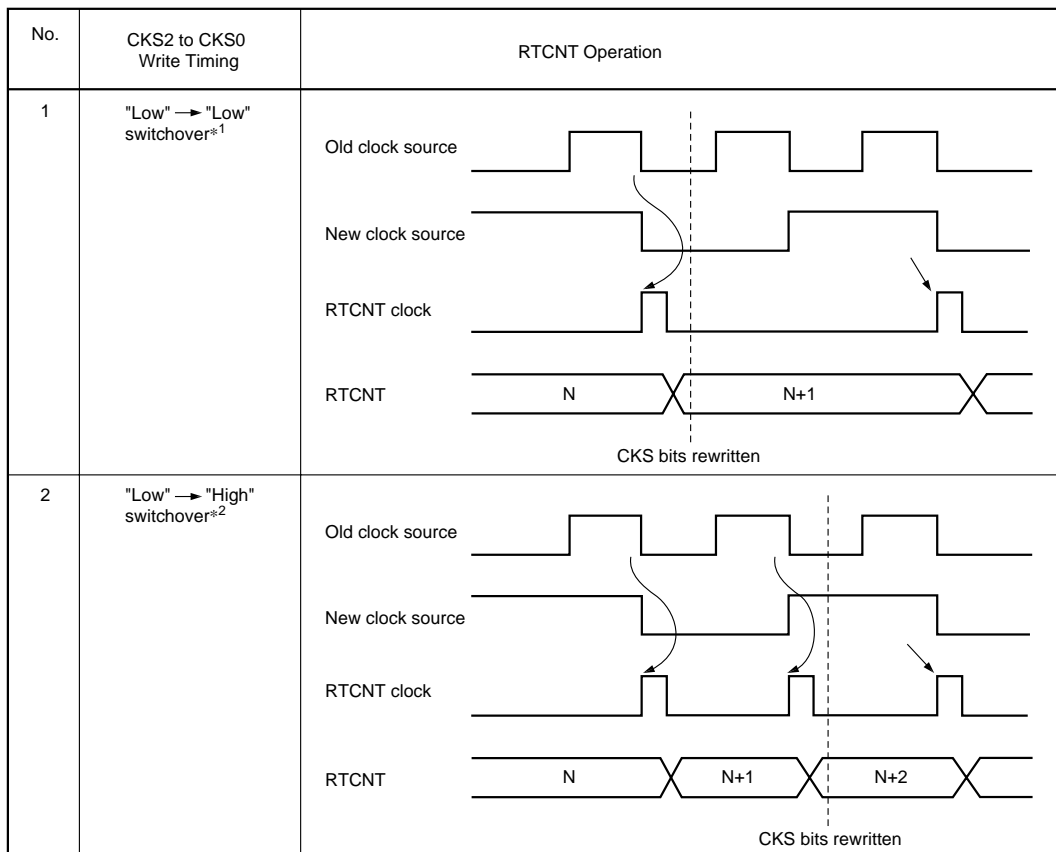 No.
CKS2 to CKS0
Write Timing
RTCNT Operation
1
"Low" → "Low"
switchover*1
Old clock source
New clock source
RTCNT clock
RTCNT
N
N+1
CKS bits rewritten
2
"Low" → "High"
switchover*2
Old clock source
New clock source
RTCNT clock
RTCNT
N
N+1
N+2
CKS bits rewritten